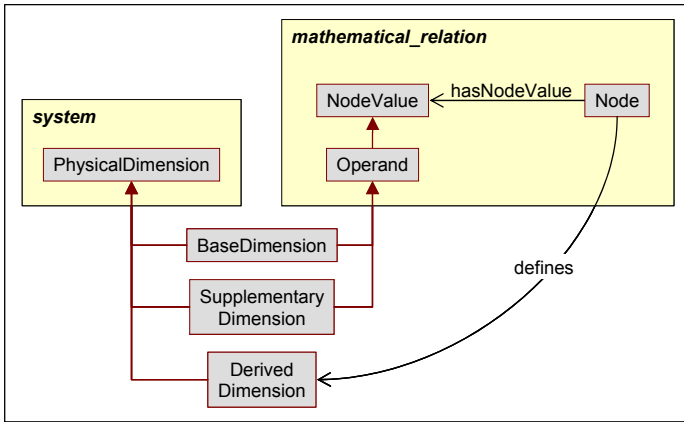 mathematical_relation
NodeValue
hasNodeValue
Node
system
PhysicalDimension
Operand
BaseDimension
defines
Supplementary
Dimension
Derived
Dimension